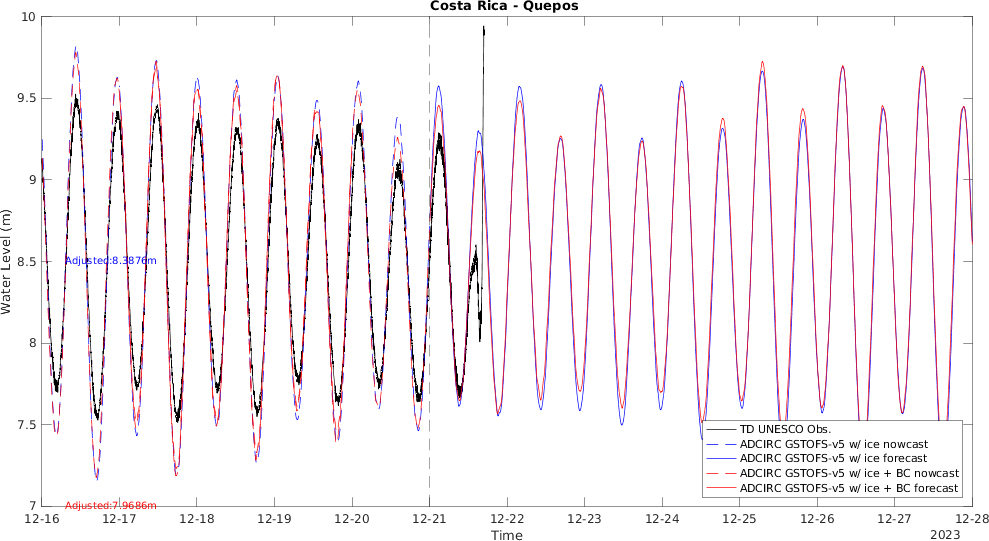 Costa Rica - Quepos
10
9.5
9
8.5
8
7.5
7
Water Level (m)
Adjusted:8.3876m
Adjusted:7.9686m
TD UNESCO Obs.
ADCIRC GSTOFS-v5 w/ ice nowcast
ADCIRC GSTOFS-v5 w/ ice forecast
ADCIRC GSTOFS-v5 w/ ice + BC nowcast
ADCIRC GSTOFS-v5 w/ ice + BC forecast
12-16 12-17 12-18 12-19 12-20 12-21 12-22 12-23 12-24 12-25 12-26 12-27 12-28
Time
2023